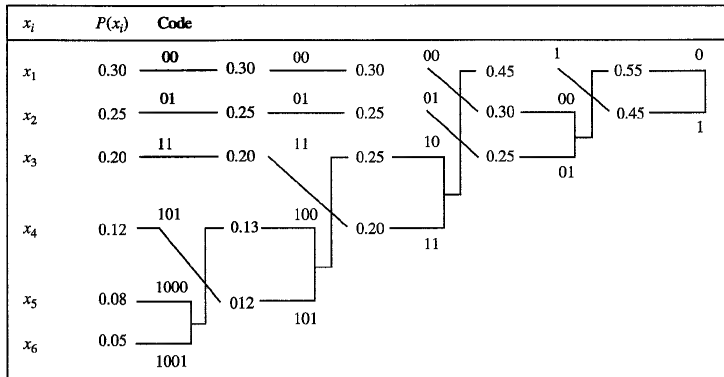 xi P(xi) Code
00 00 00 1 0
x1 0.30 0.30 0.30 0.45 0.55
01 01 01 00
x2 0.25 0.25 0.25 0.30 0.45
1
11 11 10
x3 0.20 0.20 0.25 0.25
01
101 100
x4 0.12 0.13 0.20
11
1000
x5 0.08 012
101
x6 0.05
1001